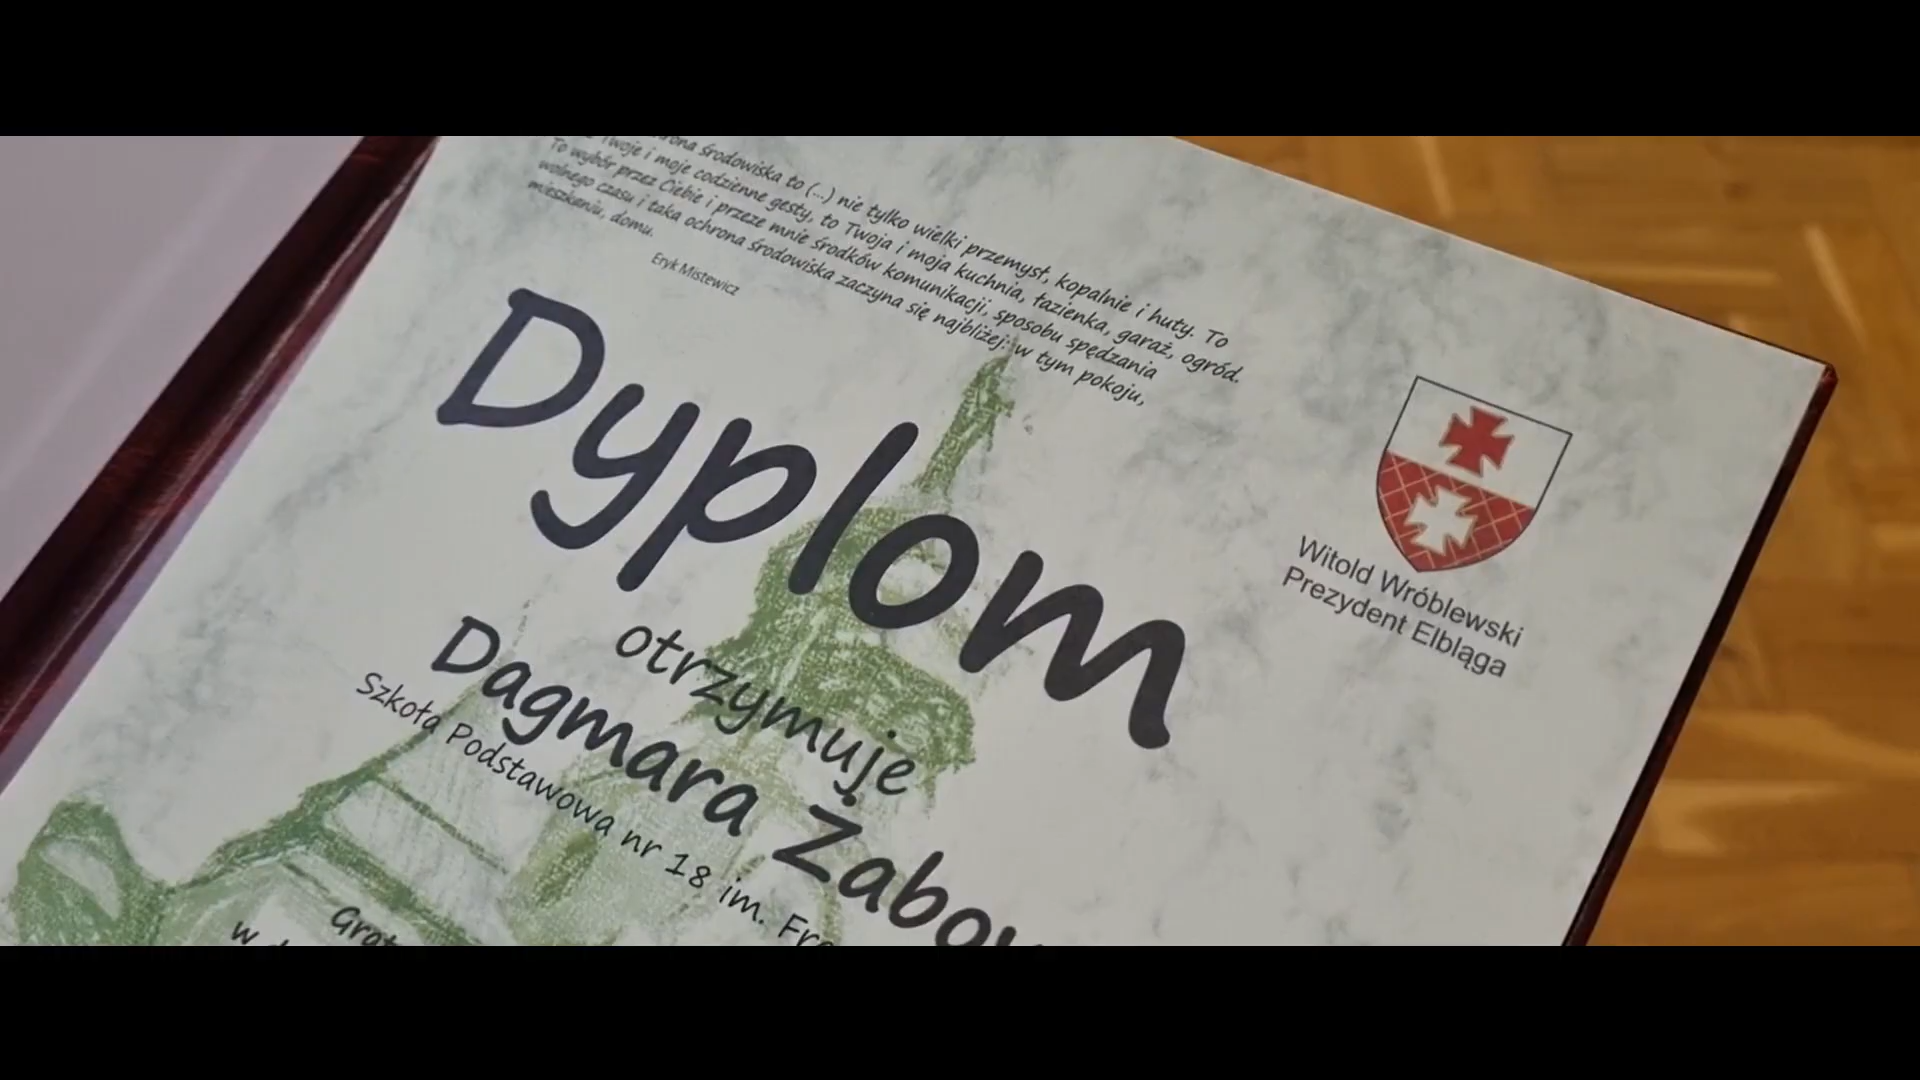 ochrona środowiska to (...) nie tylko wielki przemysł, kopalnie i huty. To
Twoje i moje codzienne gesty, to Twoja i moja kuchnia, łazienka, garaż, ogród.
To wybór przez Ciebie i przeze mnie środków komunikacji, sposobu spędzania
wolnego czasu i taka ochrona środowiska zaczyna się najbliżej: w tym pokoju,
mieszkaniu, domu.
Eryk Mistewicz
Dyplom
Witold Wróblewski
Prezydent Elbląga
otrzymuje
Dagmara
Szkoła Podstawowa nr 18 im.
w